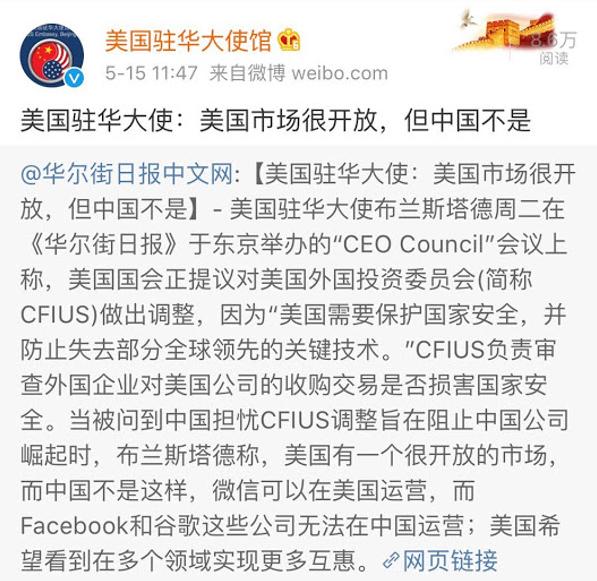 美国驻华大使馆
5-15 11:47 来自微博 weibo.com
8.6万
阅读
美国驻华大使：美国市场很开放，但中国不是
@华尔街日报中文网:【美国驻华大使：美国市场很开
放，但中国不是】- 美国驻华大使布兰斯塔德周二在
《华尔街日报》于东京举办的“CEO Council”会议上
称，美国国会正提议对美国外国投资委员会(简称
CFIUS)做出调整，因为“美国需要保护国家安全，并
防止失去部分全球领先的关键技术。”CFIUS负责审
查外国企业对美国公司的收购交易是否损害国家安
全。当被问到中国担忧CFIUS调整旨在阻止中国公司
崛起时，布兰斯塔德称，美国有一个很开放的市场，
而中国不是这样，微信可以在美国运营，而
Facebook和谷歌这些公司无法在中国运营；美国希
望看到在多个领域实现更多互惠。网页链接